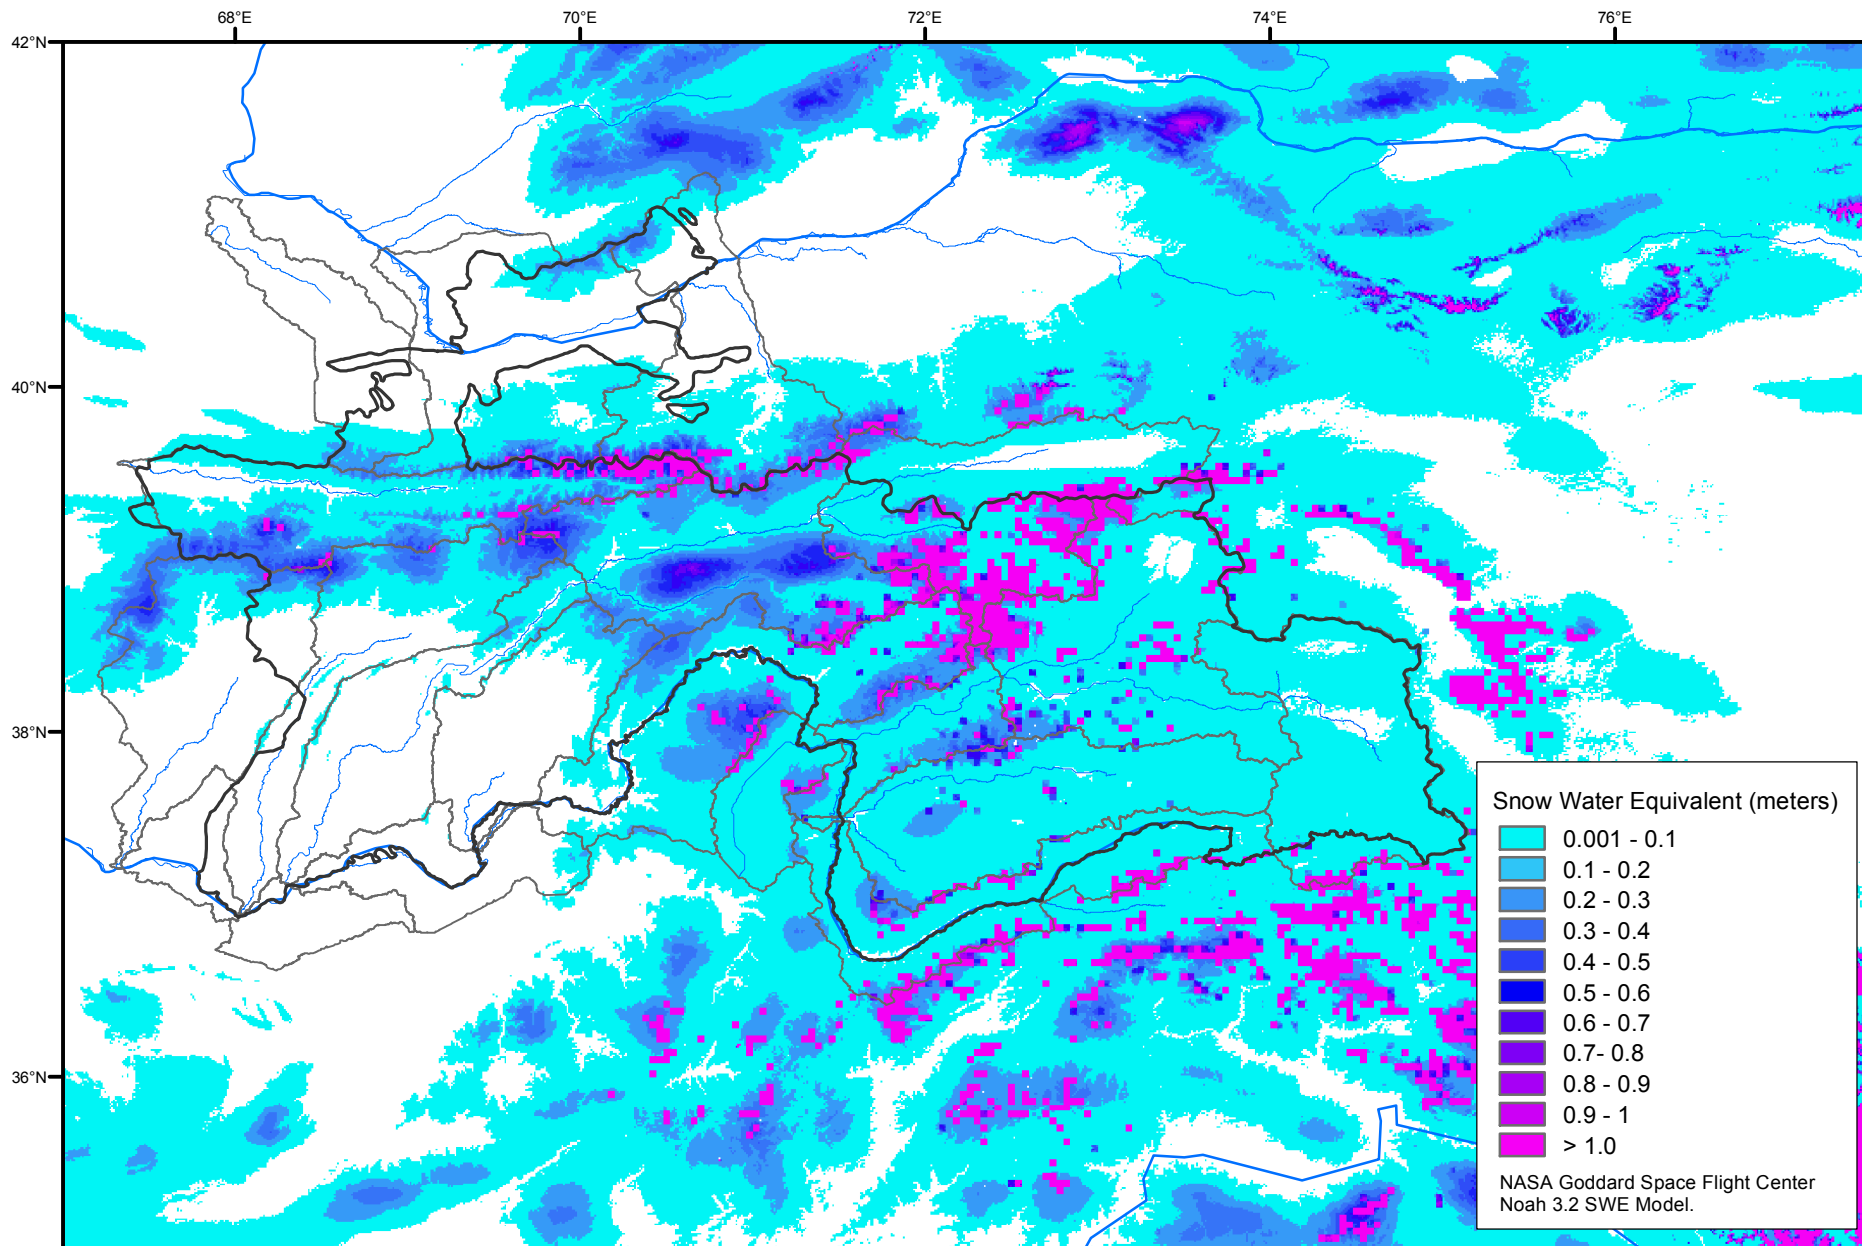 68°E 70°E 72°E 74°E 76°E
42°N
40°N
38°N
36°N
Snow Water Equivalent (meters)
0.001 - 0.1
0.1 - 0.2
0.2 - 0.3
0.3 - 0.4
0.4 - 0.5
0.5 - 0.6
0.6 - 0.7
0.7- 0.8
0.8 - 0.9
0.9 - 1
> 1.0
NASA Goddard Space Flight Center
Noah 3.2 SWE Model.